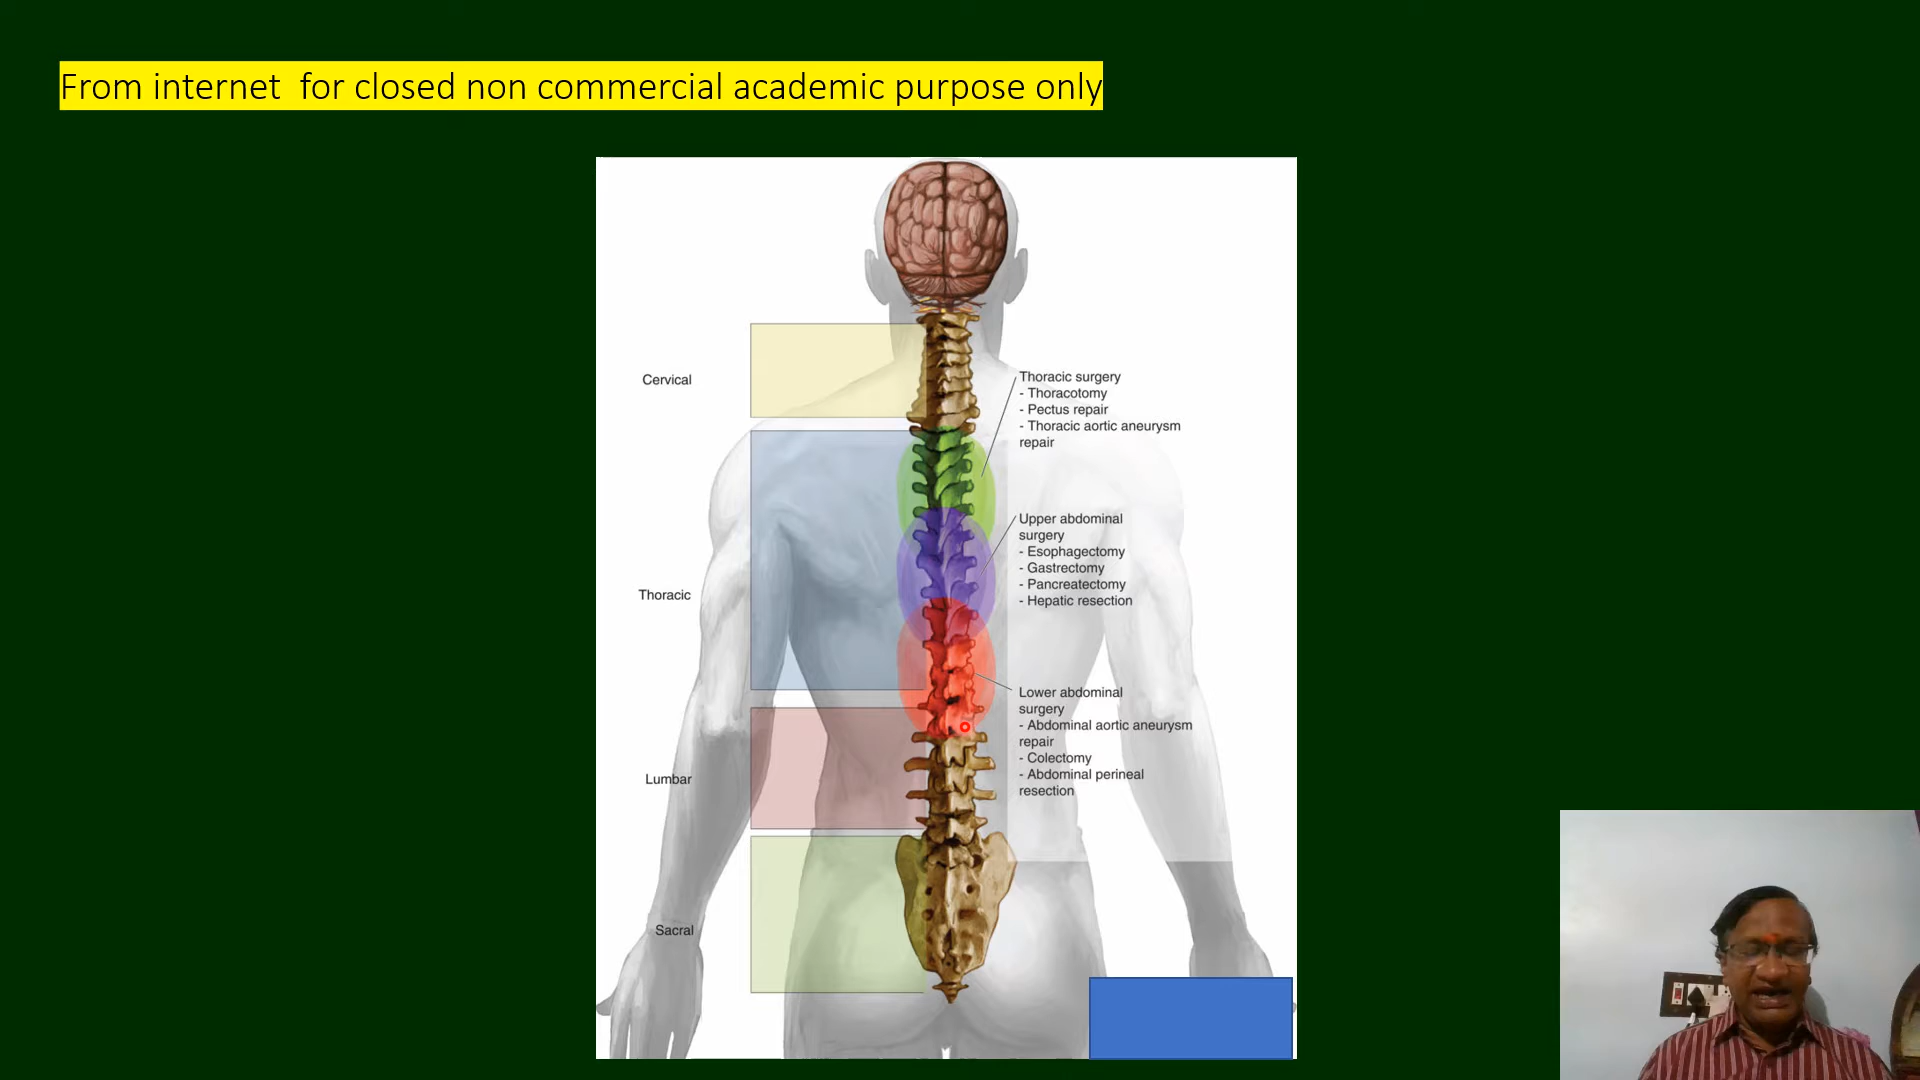 From internet  for closed non commercial academic purpose only
Cervical
Thoracic
Lumbar
Sacral
Thoracic surgery
- Thoracotomy
- Pectus repair
- Thoracic aortic aneurysm
repair
Upper abdominal
surgery
- Esophagectomy
- Gastrectomy
- Pancreatectomy
- Hepatic resection
Lower abdominal
surgery
- Abdominal aortic aneurysm
repair
- Colectomy
- Abdominal perineal
resection